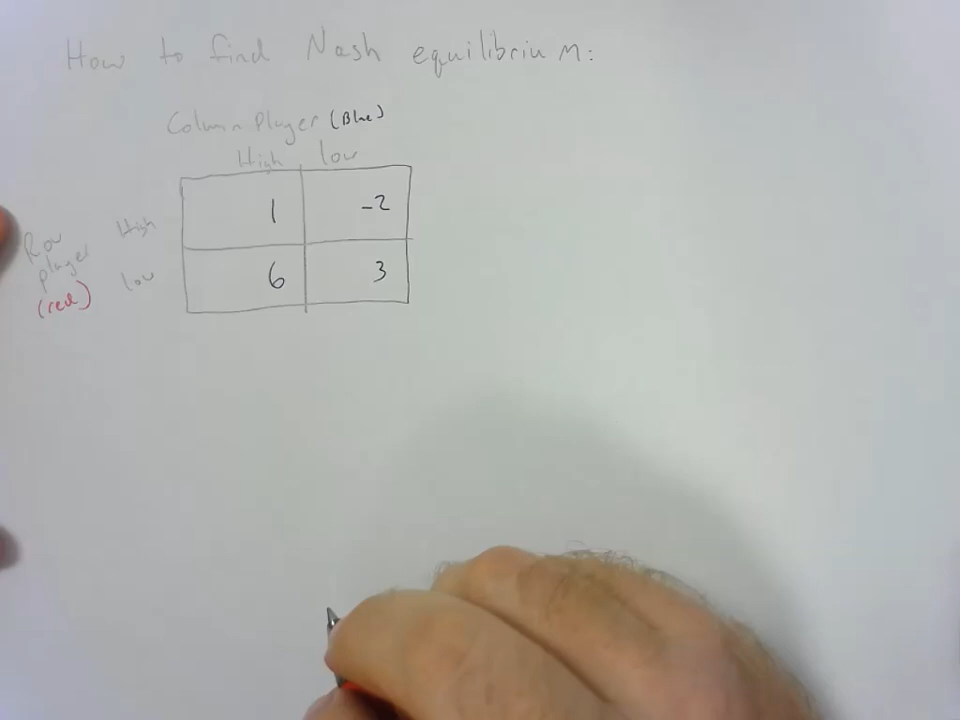 How to find Nash equilibrium:
Column Player (Blue)
High low
Row player (red)
High 1 -2
low 6 3